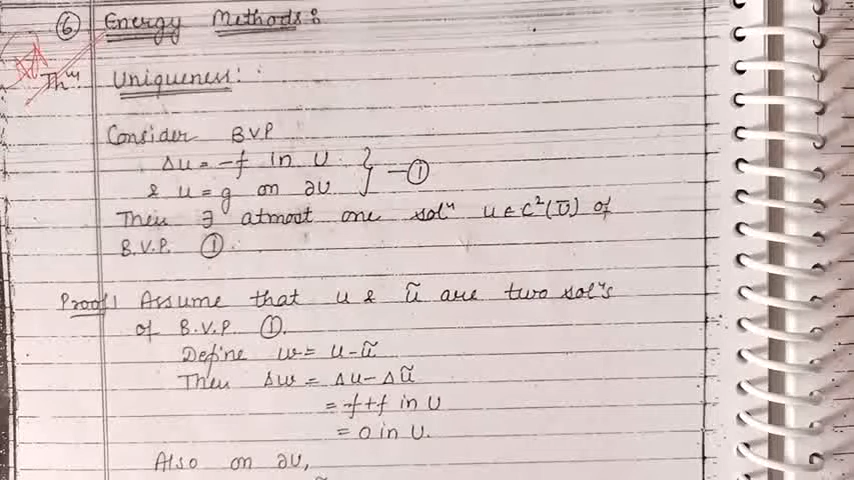 ⑥ Energy Methods:
Thᵐ Uniqueness:
Consider B.V.P
Δu = -f in U
& u = g on ∂U } —①
Then ∃ atmost one solⁿ u ∈ C²(Ū) of
B.V.P. ①.
Proof! Assume that u & ũ are two solⁿs
of B.V.P. ①.
Define w = u - ũ
Then Δw = Δu - Δũ
= -f + f in U
= 0 in U.
Also on ∂U,